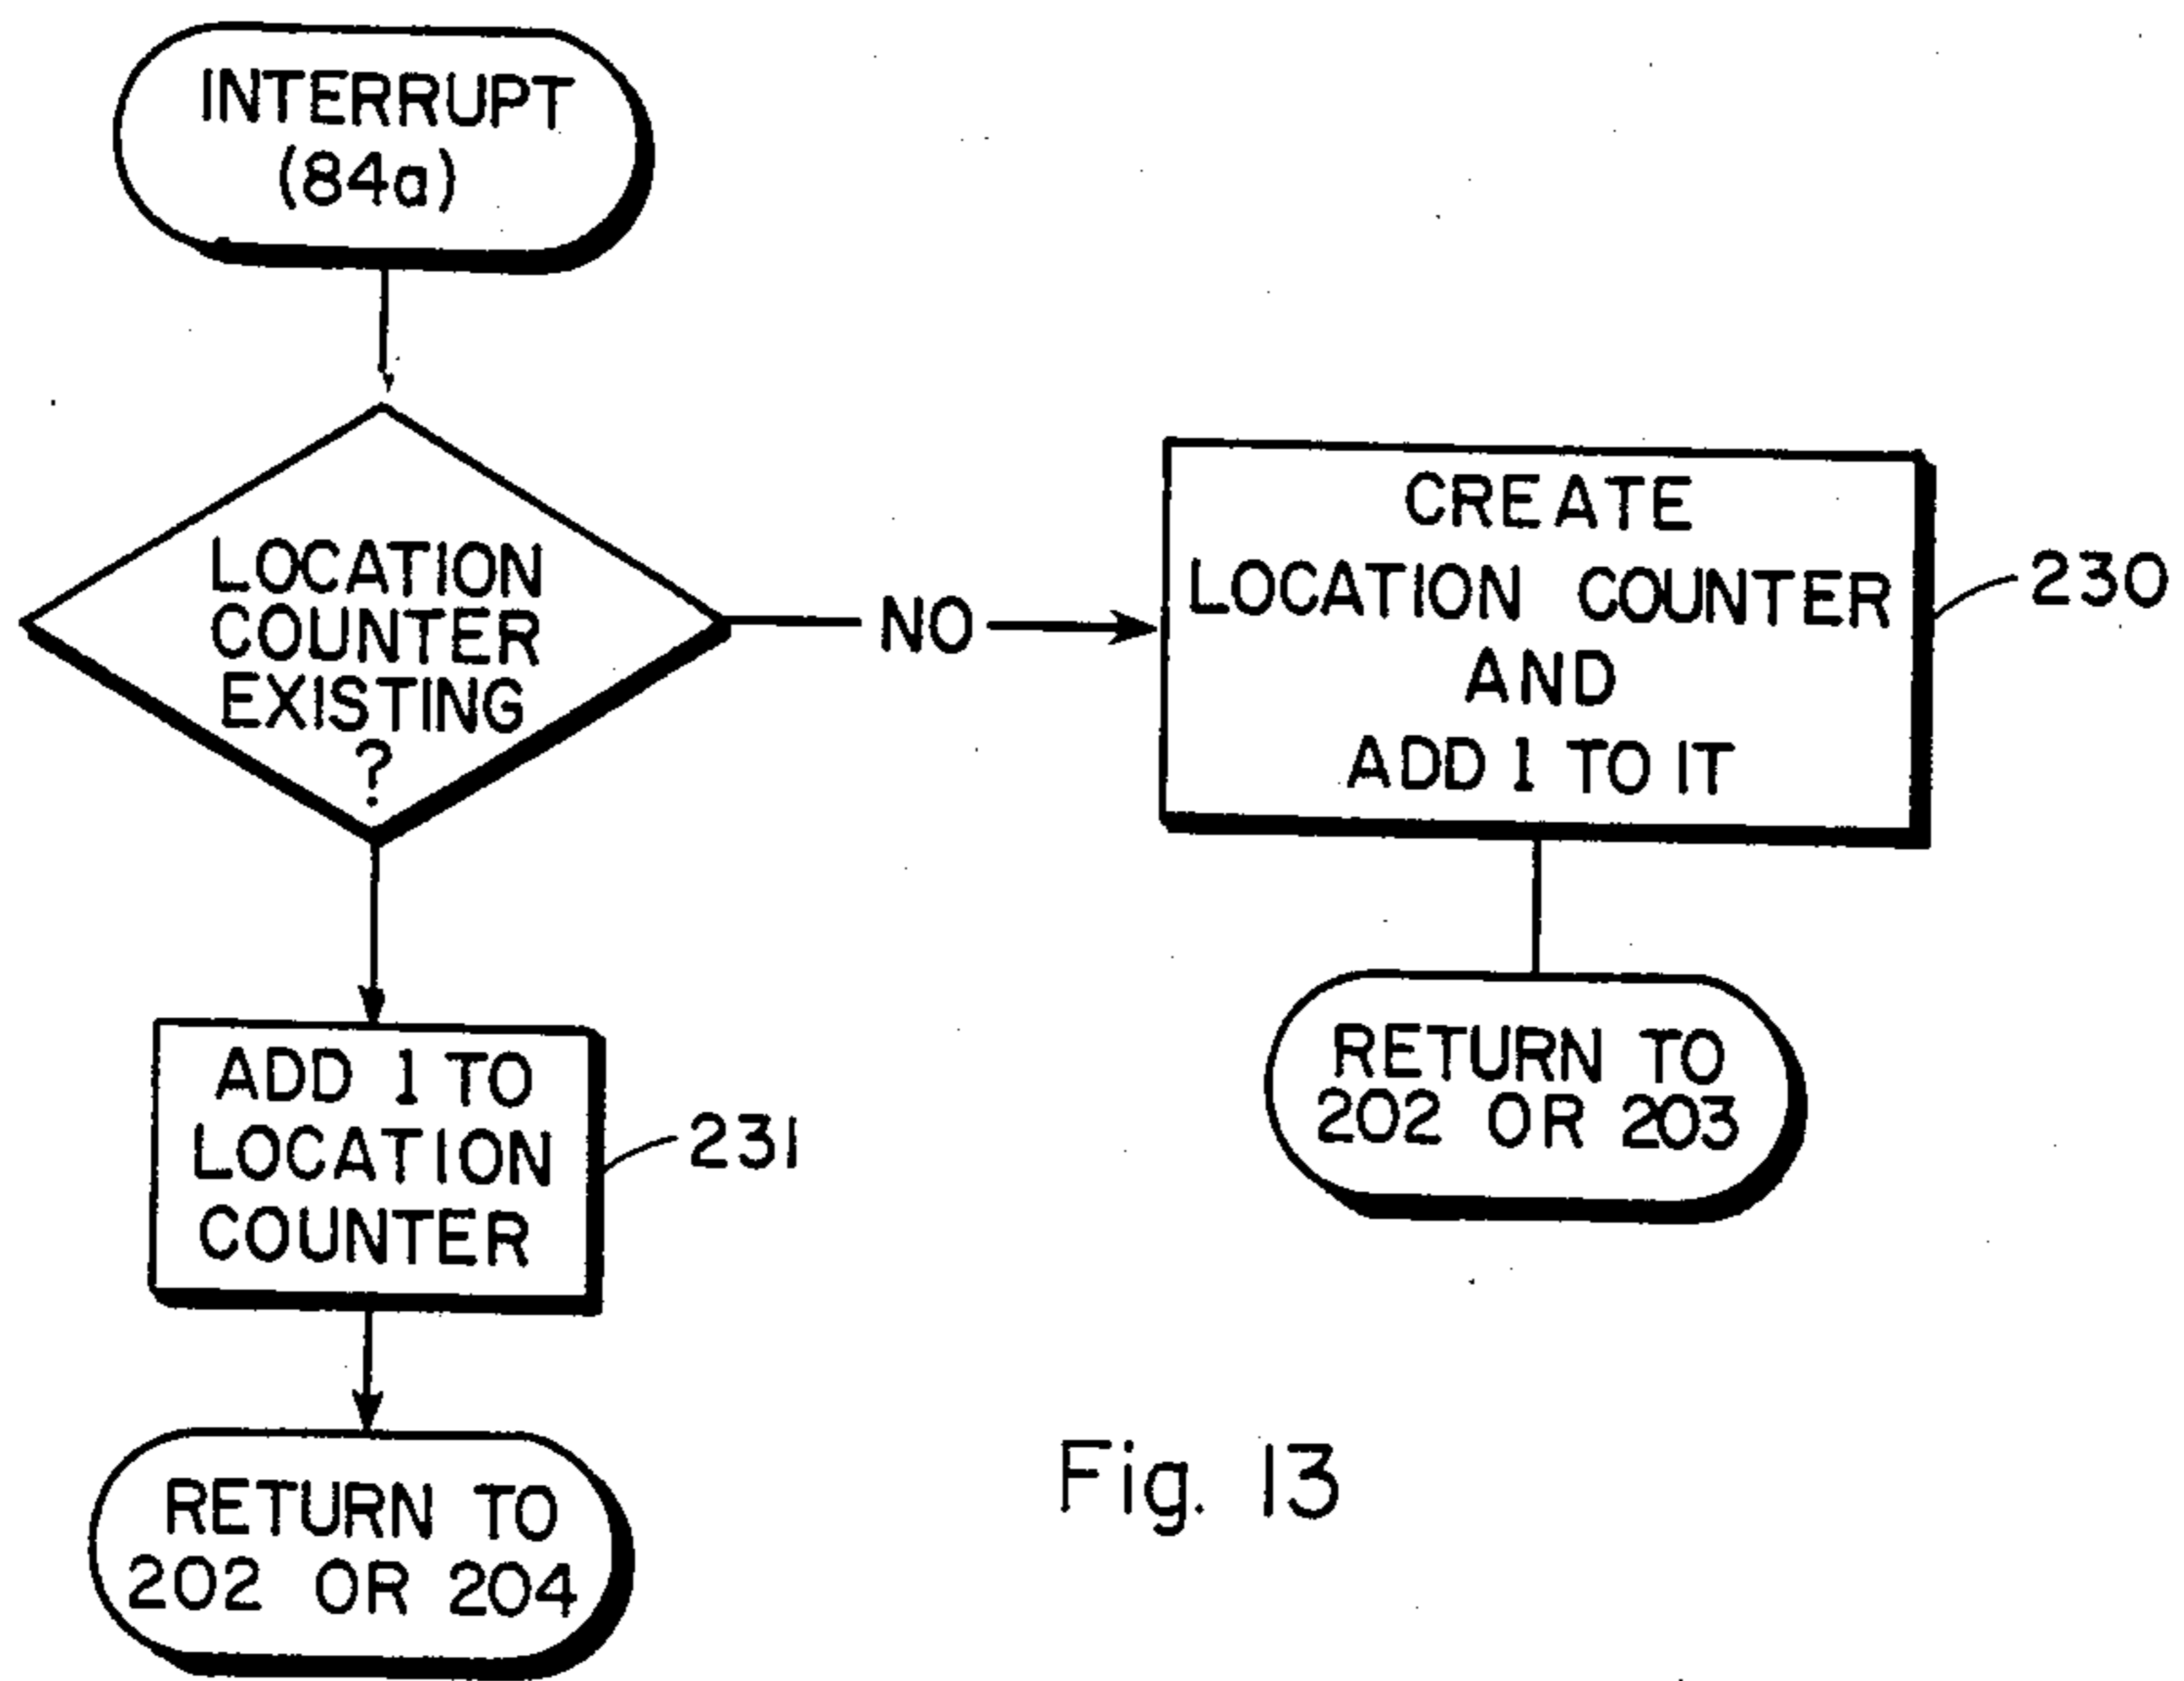 INTERRUPT
(84a)
LOCATION
COUNTER
EXISTING
?
NO
CREATE
LOCATION COUNTER
AND
ADD 1 TO IT
230
RETURN TO
202 OR 203
ADD 1 TO
LOCATION
COUNTER
231
RETURN TO
202 OR 204
Fig. 13